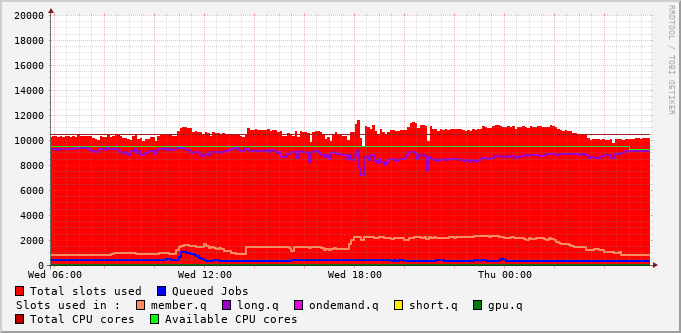 20000
18000
16000
14000
12000
10000
8000
6000
4000
2000
0
Wed 06:00 Wed 12:00 Wed 18:00 Thu 00:00
Total slots used Queued Jobs
Slots used in : member.q long.q ondemand.q short.q gpu.q
Total CPU cores Available CPU cores
RRDTOOL / TOBI OETIKER